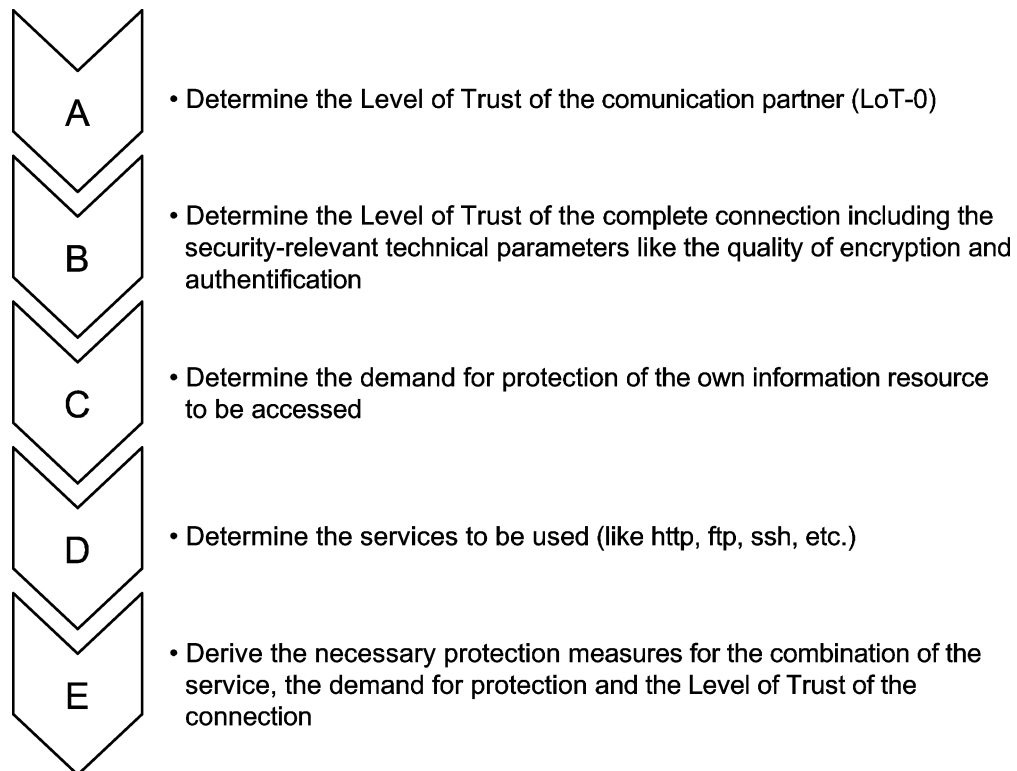 A
• Determine the Level of Trust of the comunication partner (LoT-0)
B
• Determine the Level of Trust of the complete connection including the
security-relevant technical parameters like the quality of encryption and
authentification
C
• Determine the demand for protection of the own information resource
to be accessed
D
• Determine the services to be used (like http, ftp, ssh, etc.)
E
• Derive the necessary protection measures for the combination of the
service, the demand for protection and the Level of Trust of the
connection